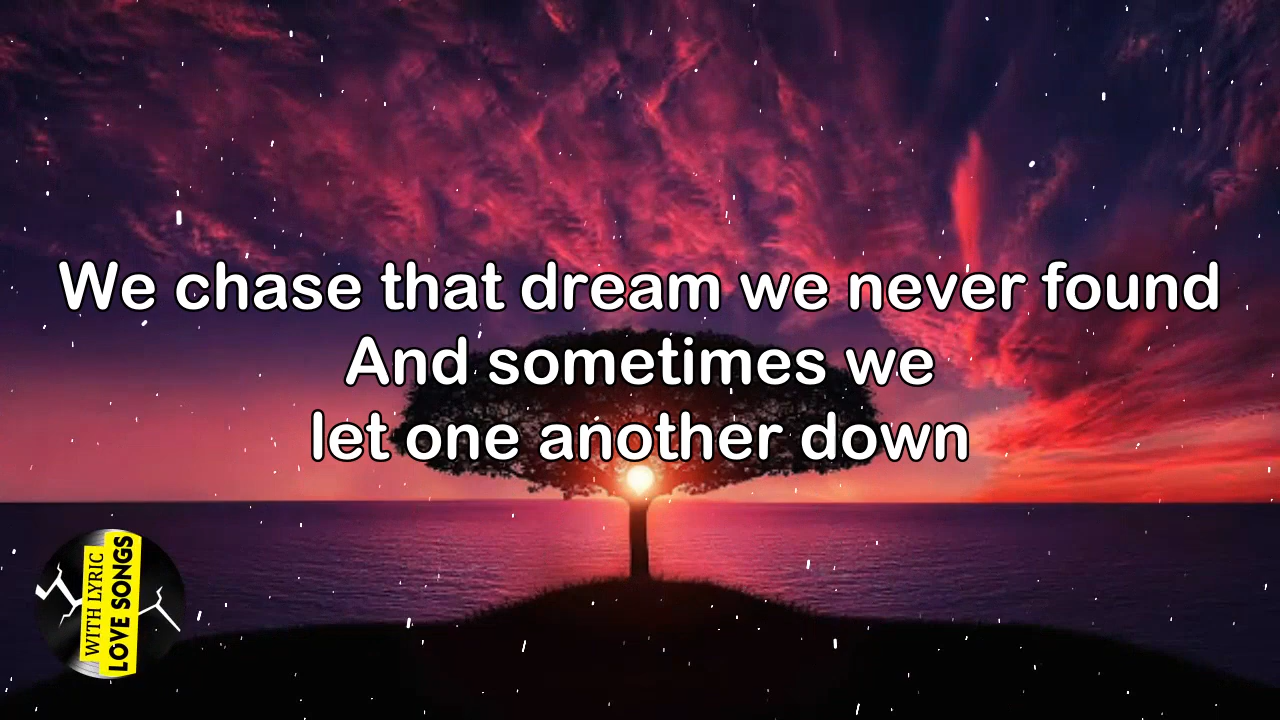 We chase that dream we never found
And sometimes we
let one another down
WITH LYRIC
LOVE SONGS